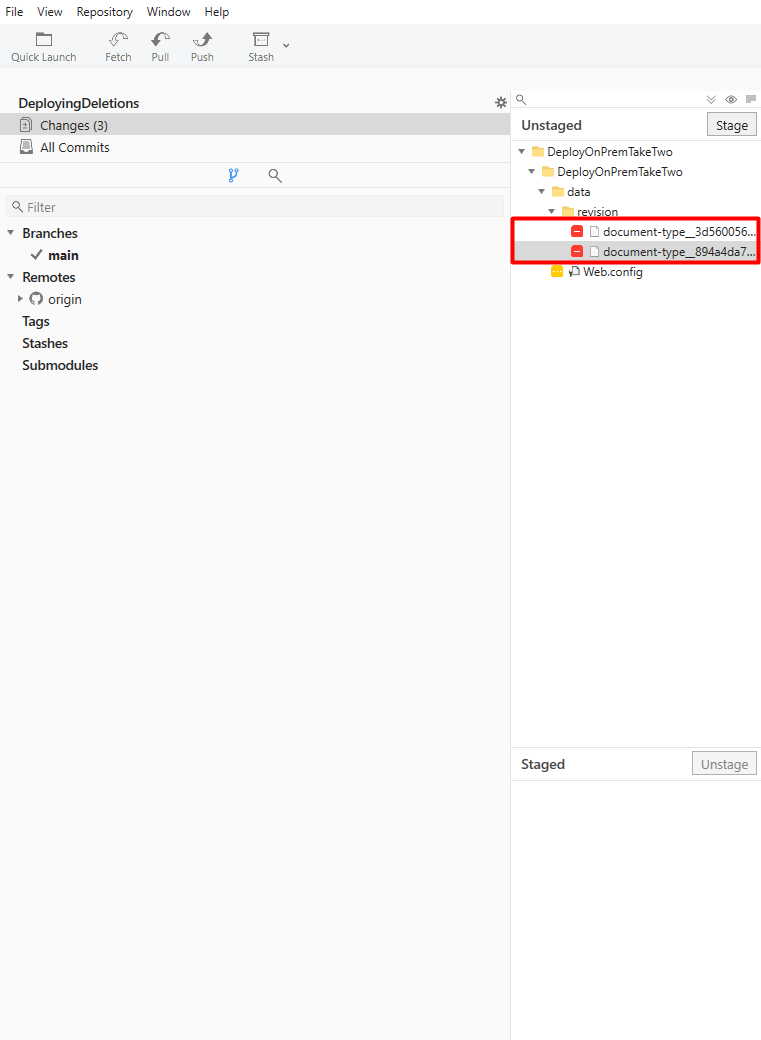 File View Repository Window Help
Quick Launch Fetch Pull Push Stash
DeployingDeletions
Changes (3)
All Commits
Filter
Branches
main
Remotes
origin
Tags
Stashes
Submodules
Unstaged Stage
DeployOnPremTakeTwo
DeployOnPremTakeTwo
data
revision
document-type__3d560056...
document-type__894a4da7...
Web.config
Staged Unstage